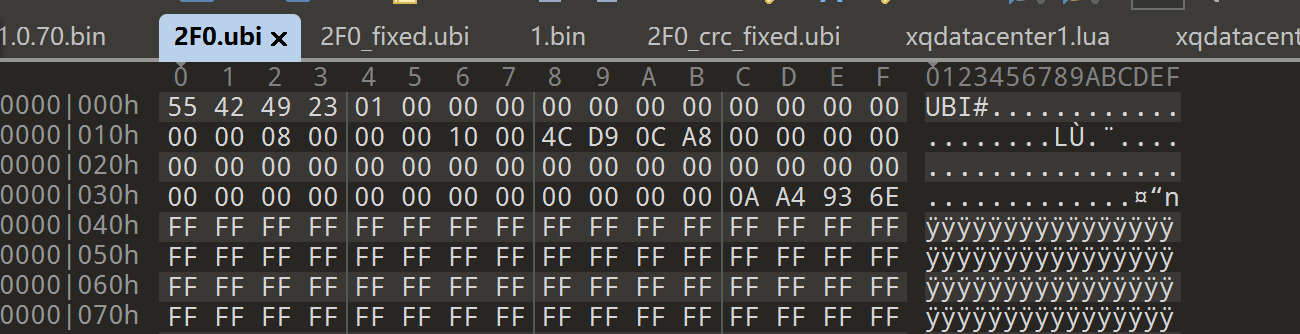 1.0.70.bin 2F0.ubi × 2F0_fixed.ubi 1.bin 2F0_crc_fixed.ubi xqdatacenter1.lua xqdatacent
0 1 2 3 4 5 6 7 8 9 A B C D E F 0123456789ABCDEF
0000|000h 55 42 49 23 01 00 00 00 00 00 00 00 00 00 00 00 UBI#............
0000|010h 00 00 08 00 00 00 10 00 4C D9 0C A8 00 00 00 00 ........LÙ.¨....
0000|020h 00 00 00 00 00 00 00 00 00 00 00 00 00 00 00 00 ................
0000|030h 00 00 00 00 00 00 00 00 00 00 00 00 0A A4 93 6E .............¤“n
0000|040h FF FF FF FF FF FF FF FF FF FF FF FF FF FF FF FF ÿÿÿÿÿÿÿÿÿÿÿÿÿÿÿÿ
0000|050h FF FF FF FF FF FF FF FF FF FF FF FF FF FF FF FF ÿÿÿÿÿÿÿÿÿÿÿÿÿÿÿÿ
0000|060h FF FF FF FF FF FF FF FF FF FF FF FF FF FF FF FF ÿÿÿÿÿÿÿÿÿÿÿÿÿÿÿÿ
0000|070h FF FF FF FF FF FF FF FF FF FF FF FF FF FF FF FF ÿÿÿÿÿÿÿÿÿÿÿÿÿÿÿÿ